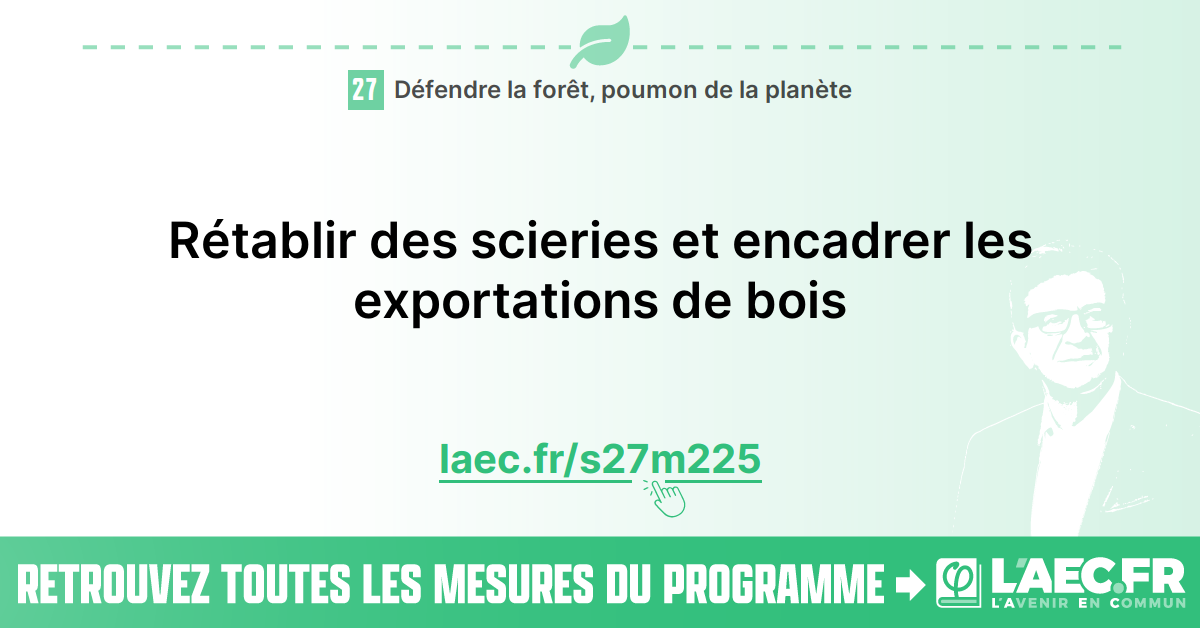 27 Défendre la forêt, poumon de la planète
Rétablir des scieries et encadrer les
exportations de bois
laec.fr/s27m225
RETROUVEZ TOUTES LES MESURES DU PROGRAMME
φ L'AEC.FR
L'AVENIR EN COMMUN